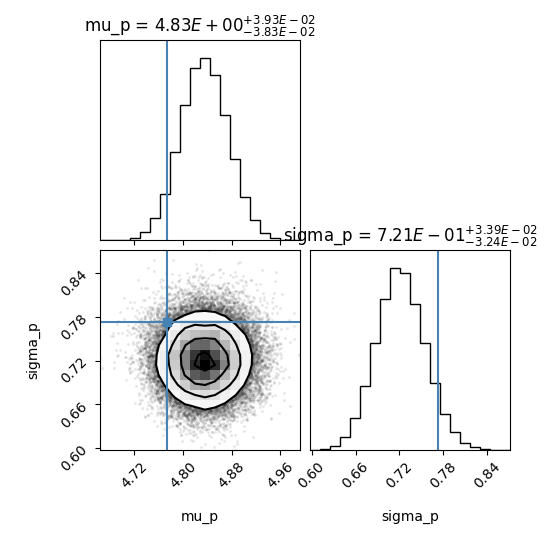 mu_p = 4.83E + 00+3.93E − 02 −3.83E − 02
sigma_p = 7.21E − 01+3.39E − 02 −3.24E − 02
0.84
0.78
0.72
0.66
0.60
sigma_p
4.72 4.80 4.88 4.96
0.60 0.66 0.72 0.78 0.84
mu_p
sigma_p